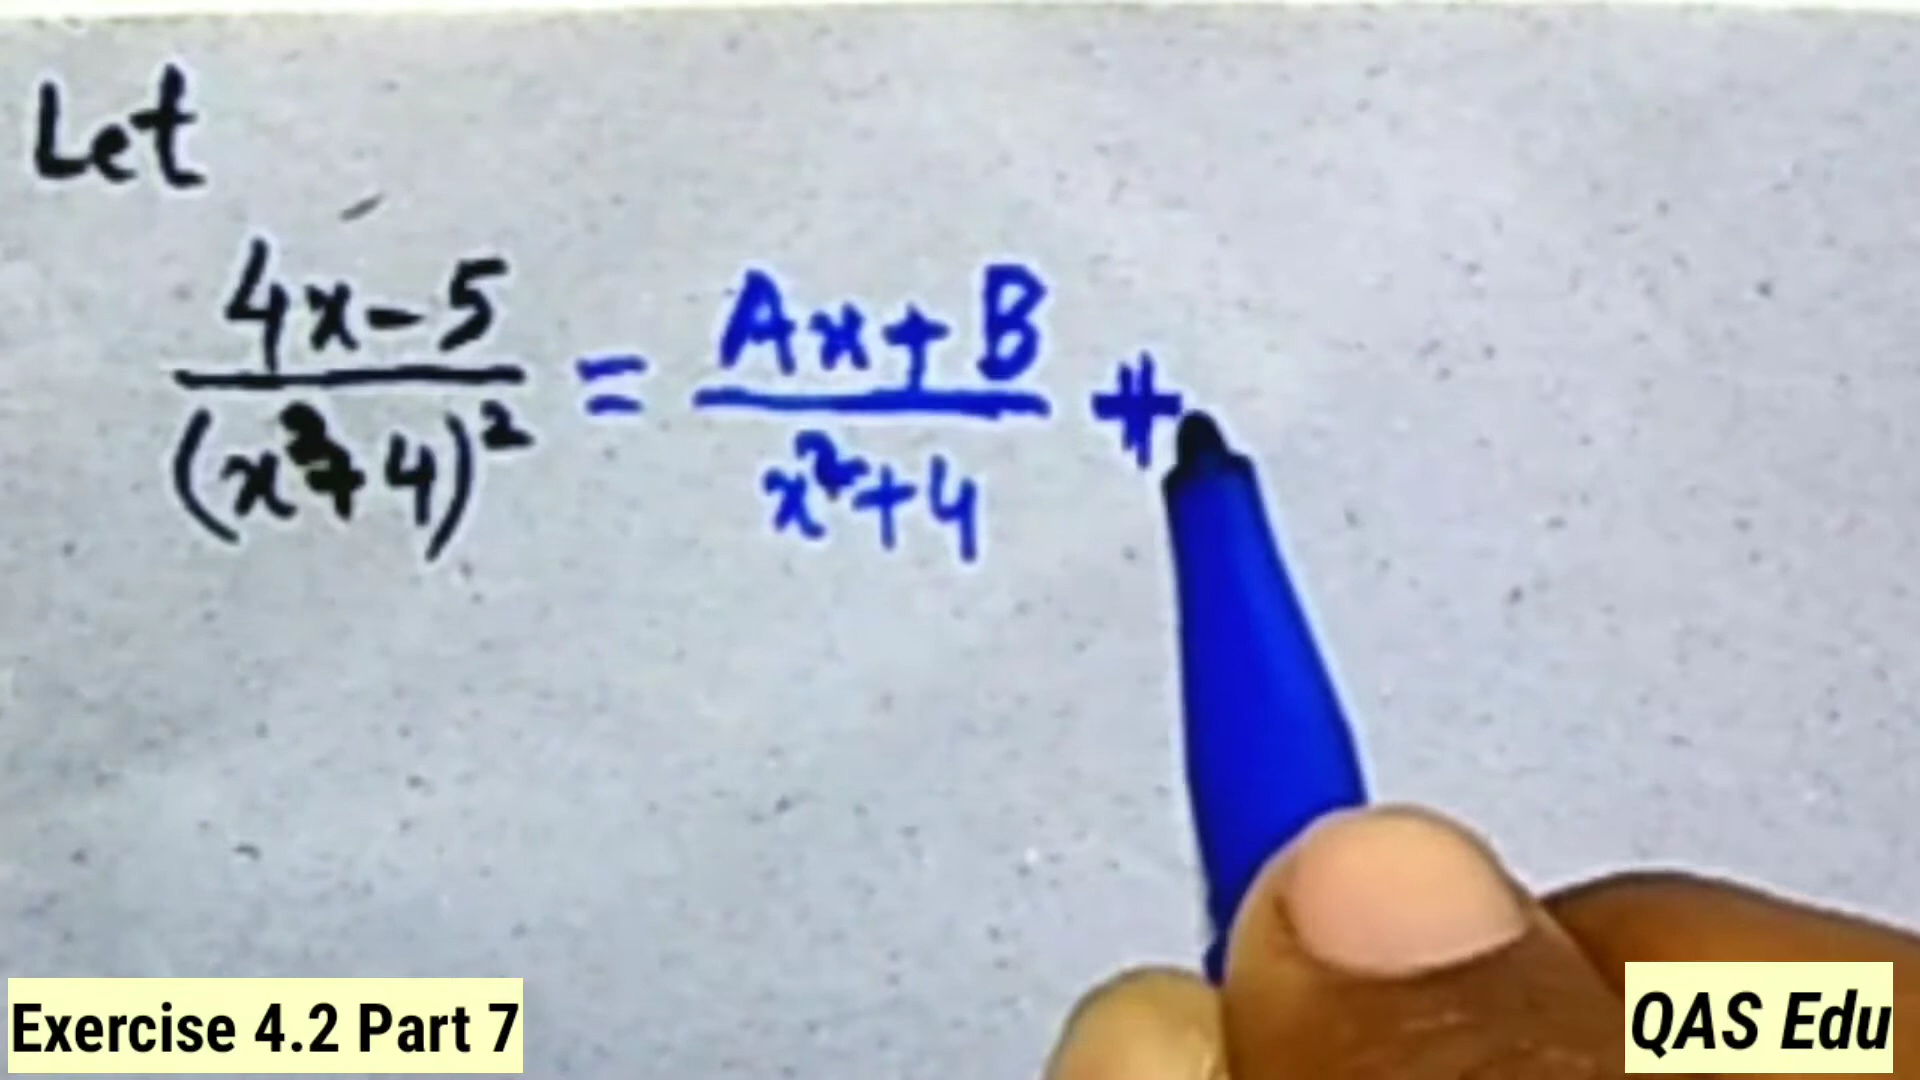 Let
4x-5/(x²+4)² = Ax+B/x²+4 +
Exercise 4.2 Part 7
QAS Edu